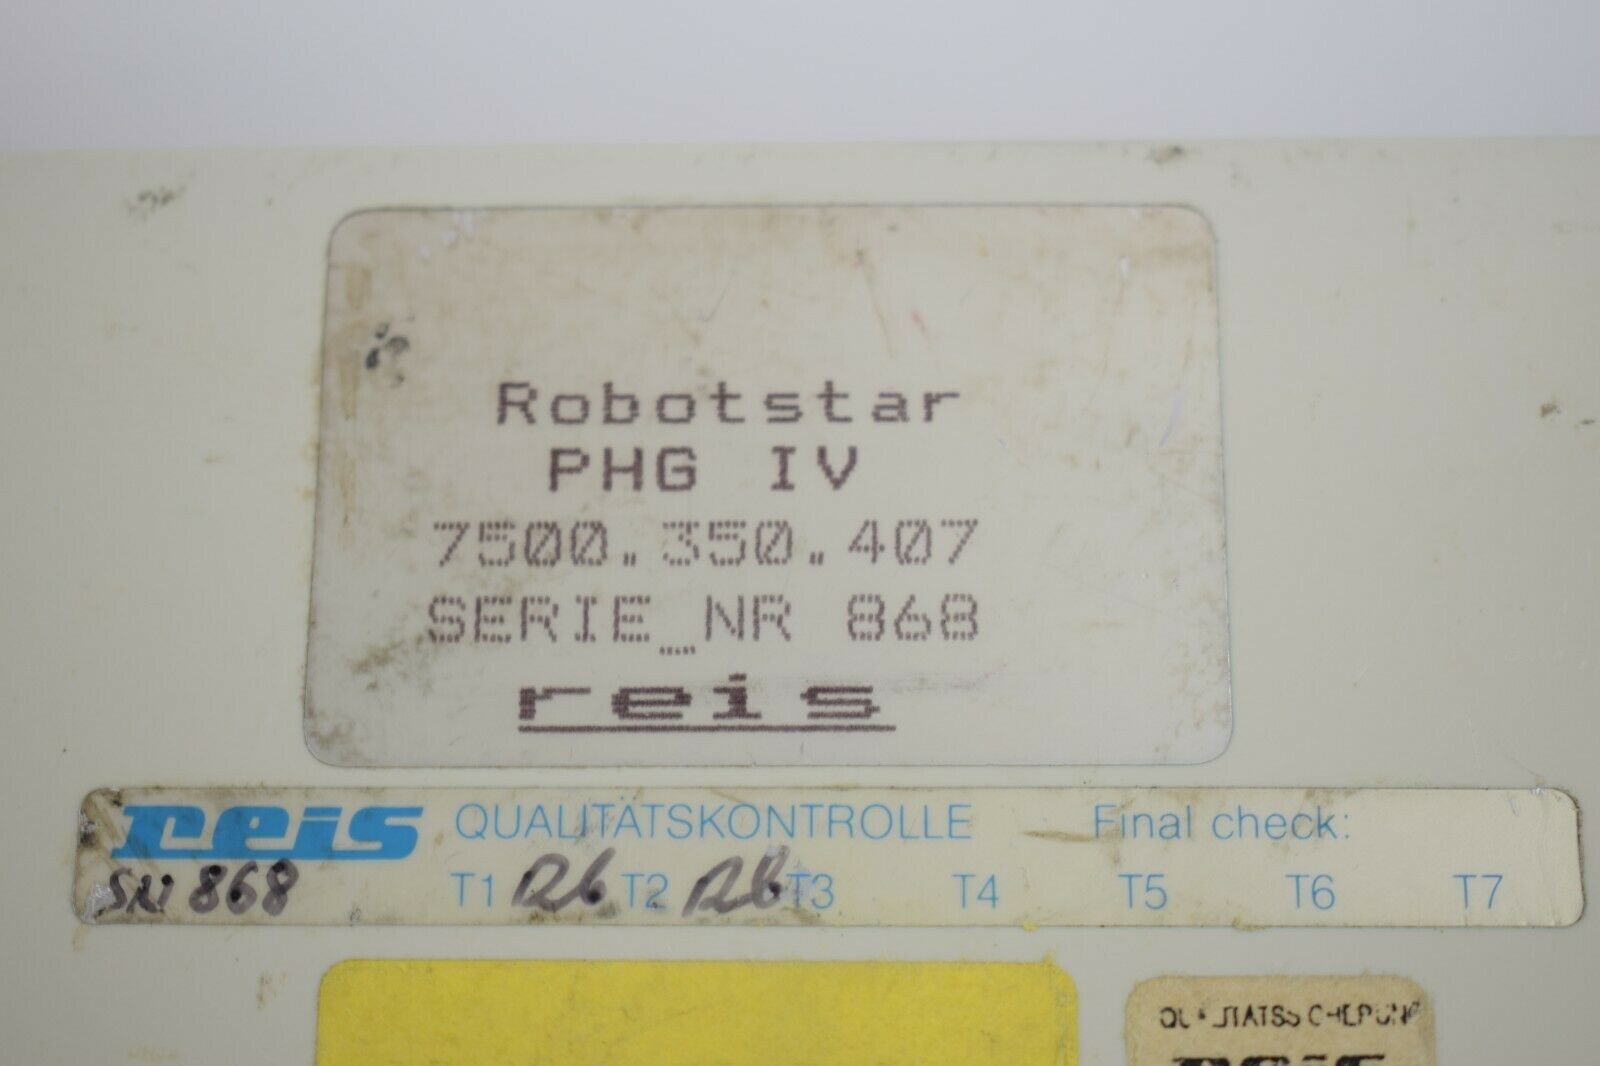 Robotstar
PHG IV
7500.350.407
SERIE_NR 868
reis
reis QUALITÄTSKONTROLLE Final check:
SN 868 T1 T2 T3 T4 T5 T6 T7
reis